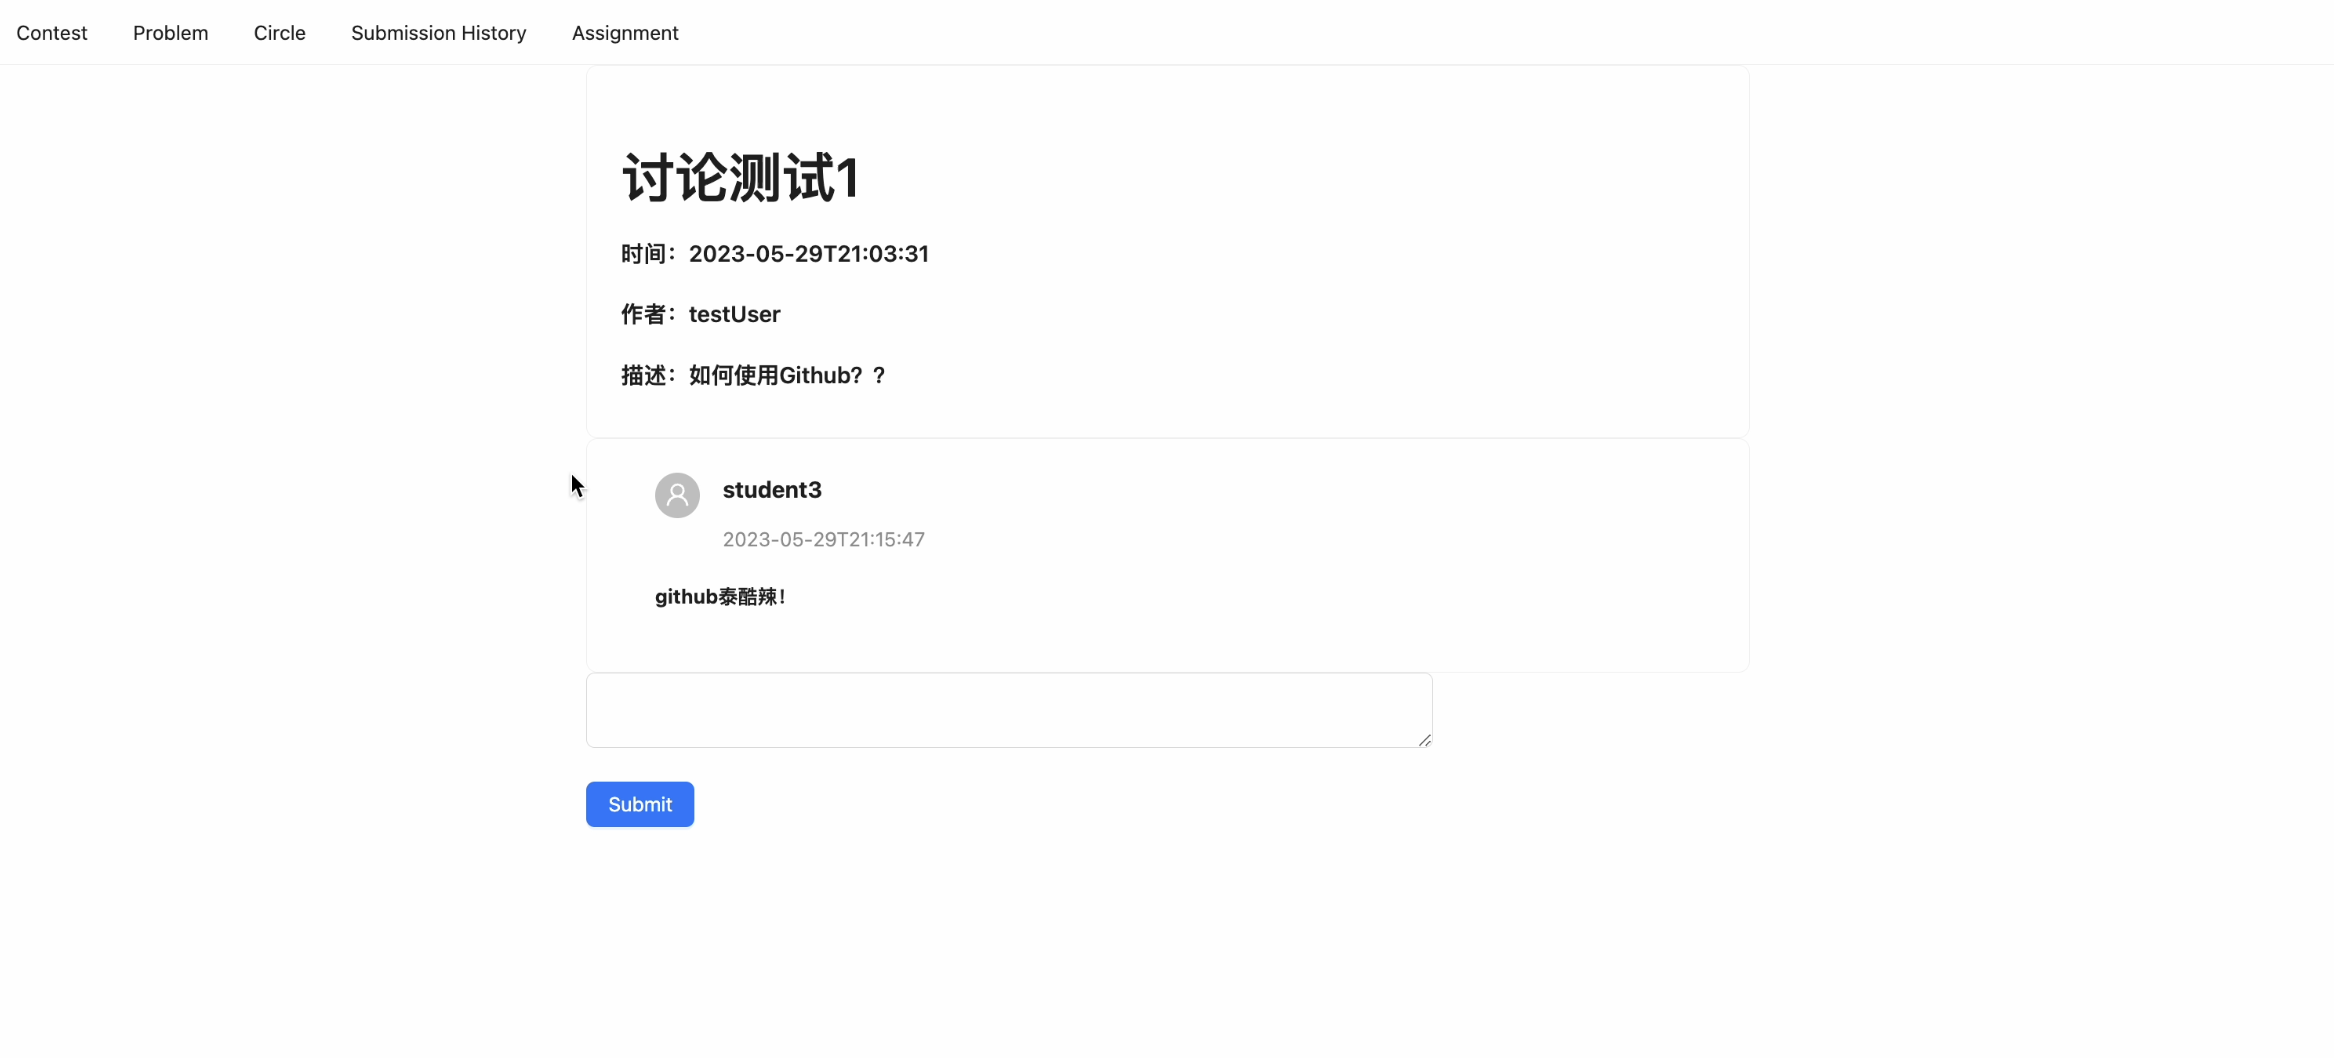 Contest Problem Circle Submission History Assignment
讨论测试1
时间：2023-05-29T21:03:31
作者：testUser
描述：如何使用Github？？
student3
2023-05-29T21:15:47
github泰酷辣！
Submit